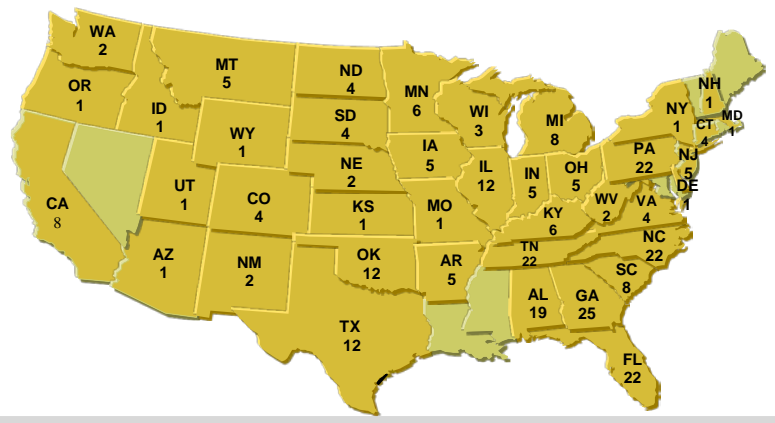 WA
2
OR
1
ID
1
MT
5
ND
4
MN
6
WI
3
MI
8
NH
1
NY
1
MD
1
CT
4
SD
4
WY
1
IA
5
NE
2
IL
12
IN
5
OH
5
PA
22
NJ
5
DE
1
CA
8
UT
1
CO
4
KS
1
MO
1
KY
6
WV
2
VA
4
AZ
1
NM
2
OK
12
AR
5
TN
22
NC
22
SC
8
TX
12
AL
19
GA
25
FL
22